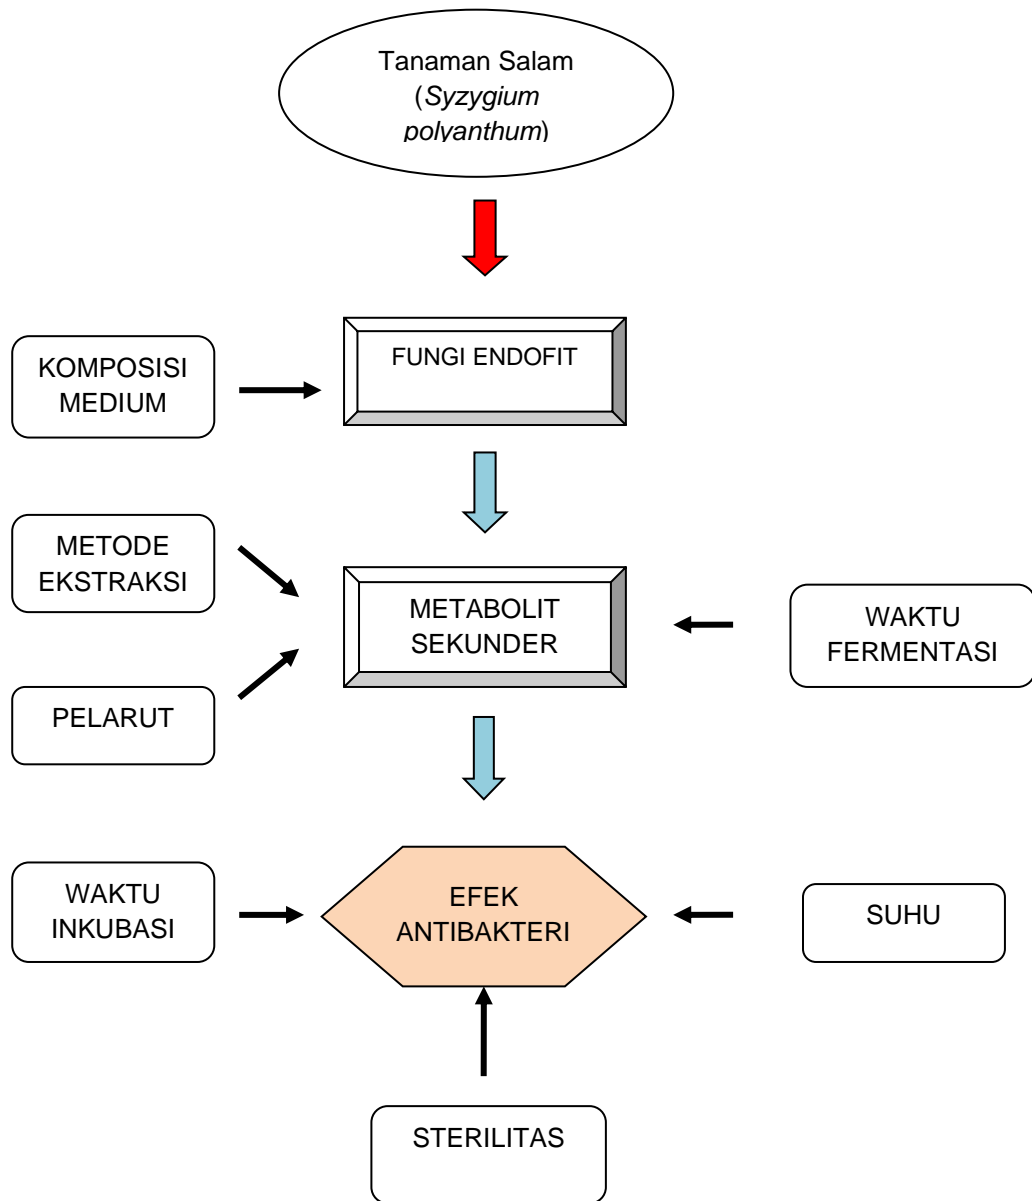 Tanaman Salam
(Syzygium
polyanthum)
FUNGI ENDOFIT
KOMPOSISI
MEDIUM
METODE
EKSTRAKSI
METABOLIT
SEKUNDER
WAKTU
FERMENTASI
PELARUT
WAKTU
INKUBASI
EFEK
ANTIBAKTERI
SUHU
STERILITAS